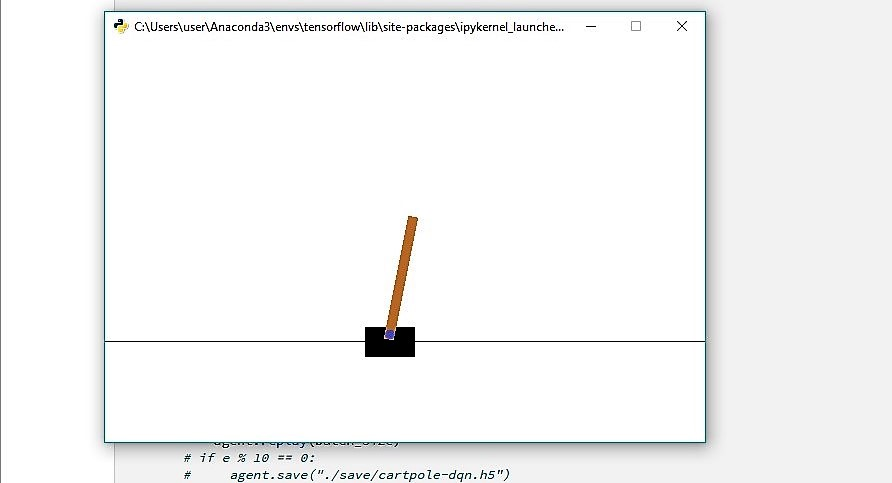 C:\Users\user\Anaconda3\envs\tensorflow\lib\site-packages\ipykernel_launche...
# if e % 10 == 0:
#     agent.save("./save/cartpole-dqn.h5")